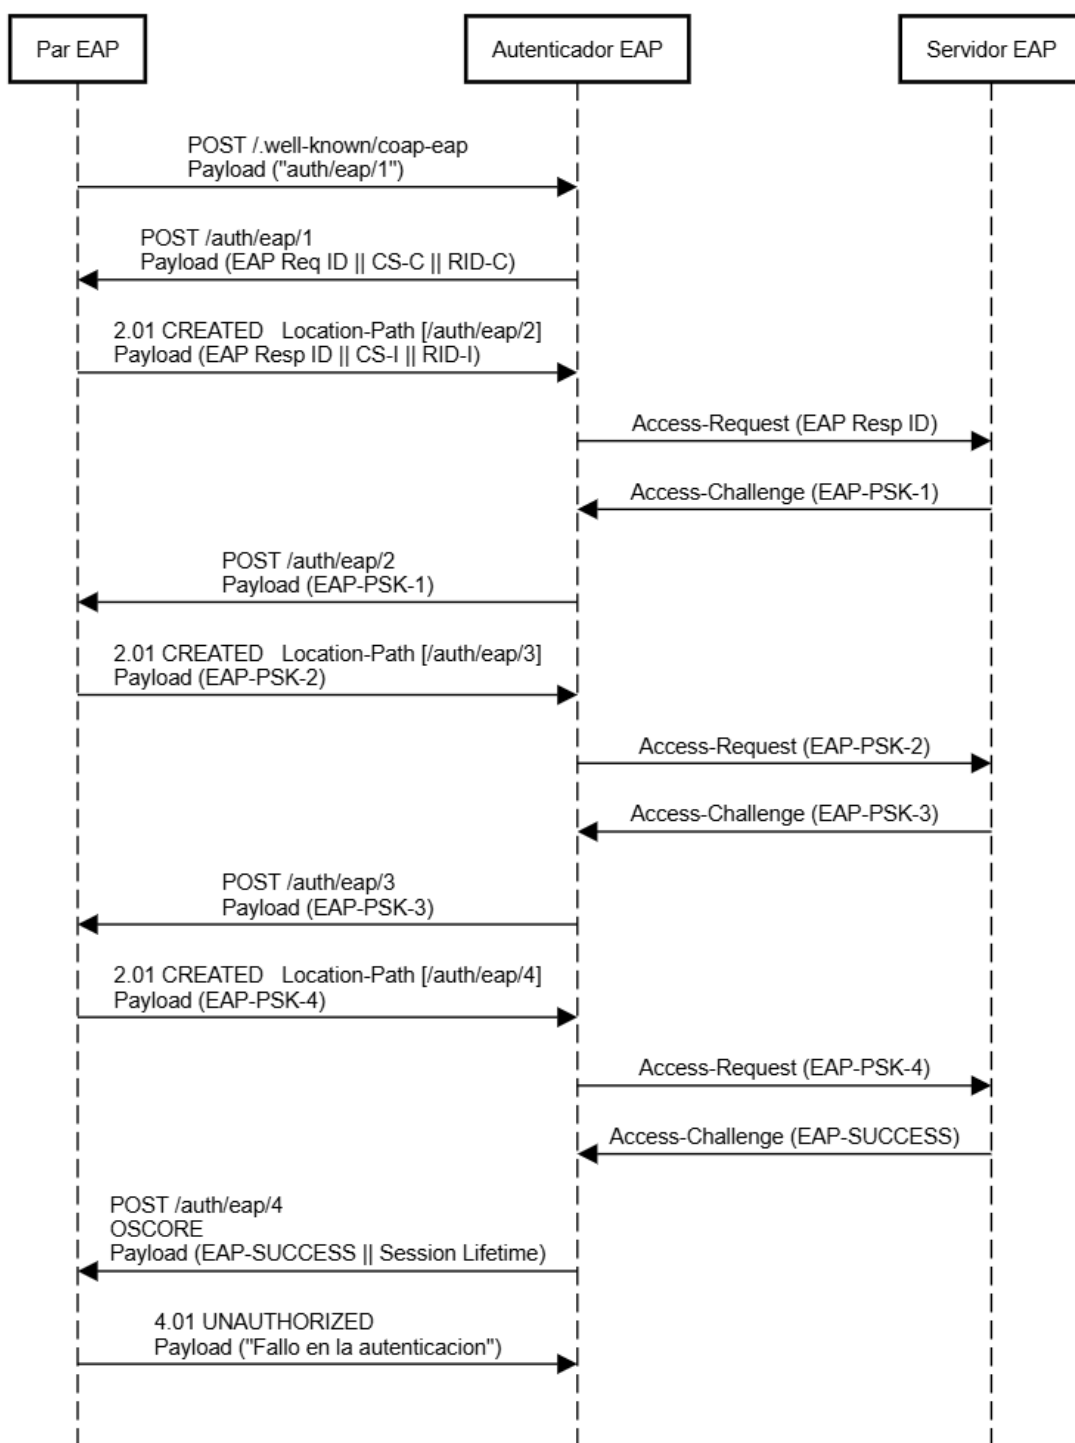 Par EAP
Autenticador EAP
Servidor EAP
POST /.well-known/coap-eap
Payload ("auth/eap/1")
POST /auth/eap/1
Payload (EAP Req ID || CS-C || RID-C)
2.01 CREATED   Location-Path [/auth/eap/2]
Payload (EAP Resp ID || CS-I || RID-I)
Access-Request (EAP Resp ID)
Access-Challenge (EAP-PSK-1)
POST /auth/eap/2
Payload (EAP-PSK-1)
2.01 CREATED   Location-Path [/auth/eap/3]
Payload (EAP-PSK-2)
Access-Request (EAP-PSK-2)
Access-Challenge (EAP-PSK-3)
POST /auth/eap/3
Payload (EAP-PSK-3)
2.01 CREATED   Location-Path [/auth/eap/4]
Payload (EAP-PSK-4)
Access-Request (EAP-PSK-4)
Access-Challenge (EAP-SUCCESS)
POST /auth/eap/4
OSCORE
Payload (EAP-SUCCESS || Session Lifetime)
4.01 UNAUTHORIZED
Payload ("Fallo en la autenticacion")